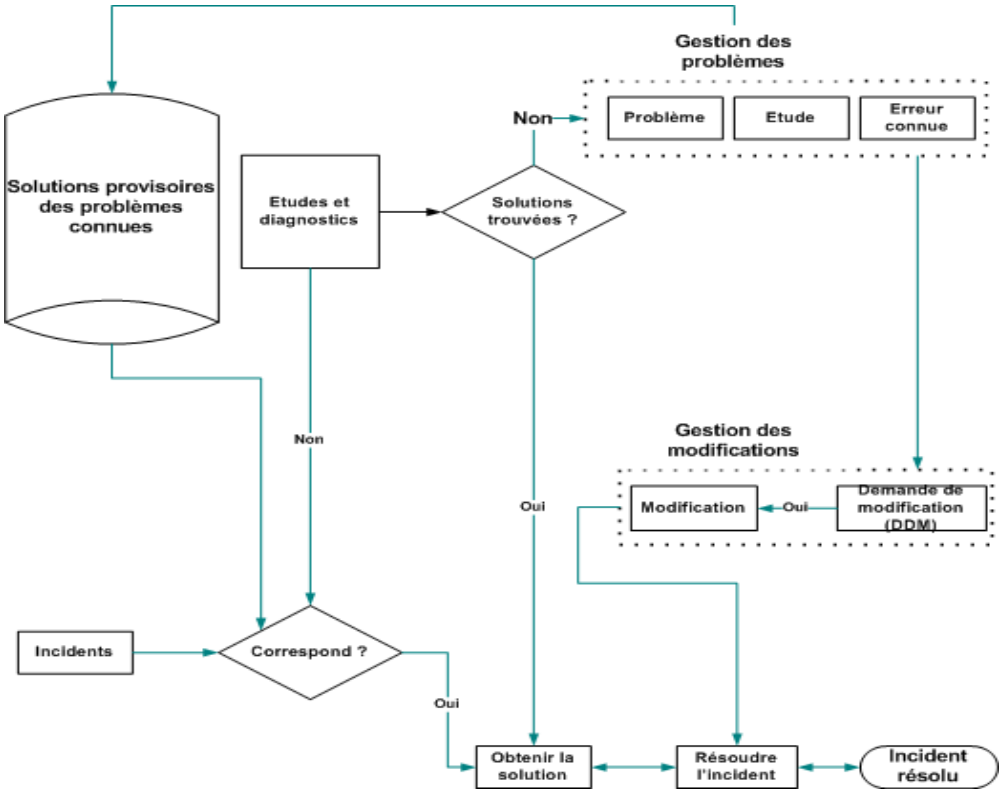 Gestion des
problèmes
Non
Problème
Etude
Erreur
connue
Solutions provisoires
des problèmes
connues
Etudes et
diagnostics
Solutions
trouvées ?
Non
Gestion des
modifications
Oui
Modification
Oui
Demande de
modification
(DDM)
Incidents
Correspond ?
Oui
Obtenir la
solution
Résoudre
l'incident
Incident
résolu